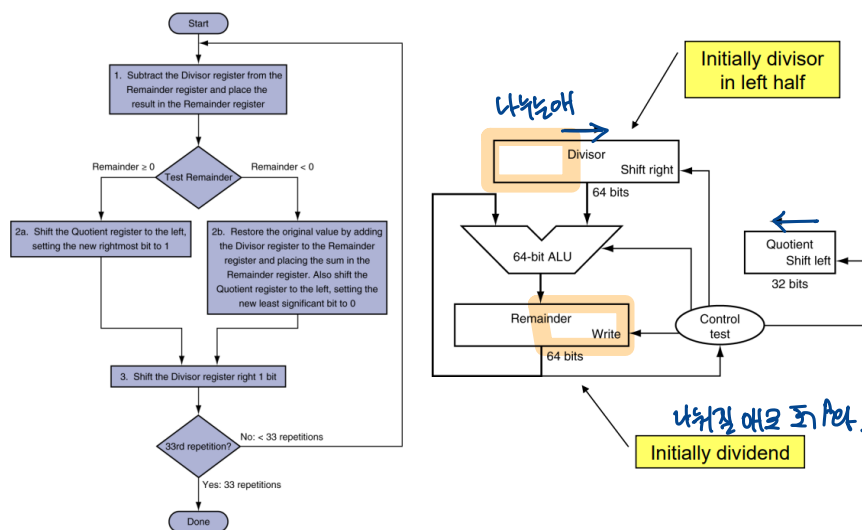 Start
1. Subtract the Divisor register from the
Remainder register and place the
result in the Remainder register
Remainder ≥ 0
Test Remainder
Remainder < 0
2a. Shift the Quotient register to the left,
setting the new rightmost bit to 1
2b. Restore the original value by adding
the Divisor register to the Remainder
register and placing the sum in the
Remainder register. Also shift the
Quotient register to the left, setting the
new least significant bit to 0
3. Shift the Divisor register right 1 bit
33rd repetition?
No: < 33 repetitions
Yes: 33 repetitions
Done
Initially divisor
in left half
나누는애
Divisor
Shift right
64 bits
64-bit ALU
Quotient
Shift left
32 bits
Remainder
Write
64 bits
Control
test
나눠질 애로
Initially dividend